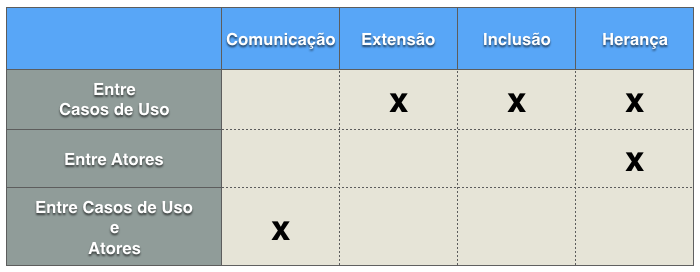 Comunicação Extensão Inclusão Herança
Entre
Casos de Uso
X X X
Entre Atores
X
Entre Casos de Uso
e
Atores
X